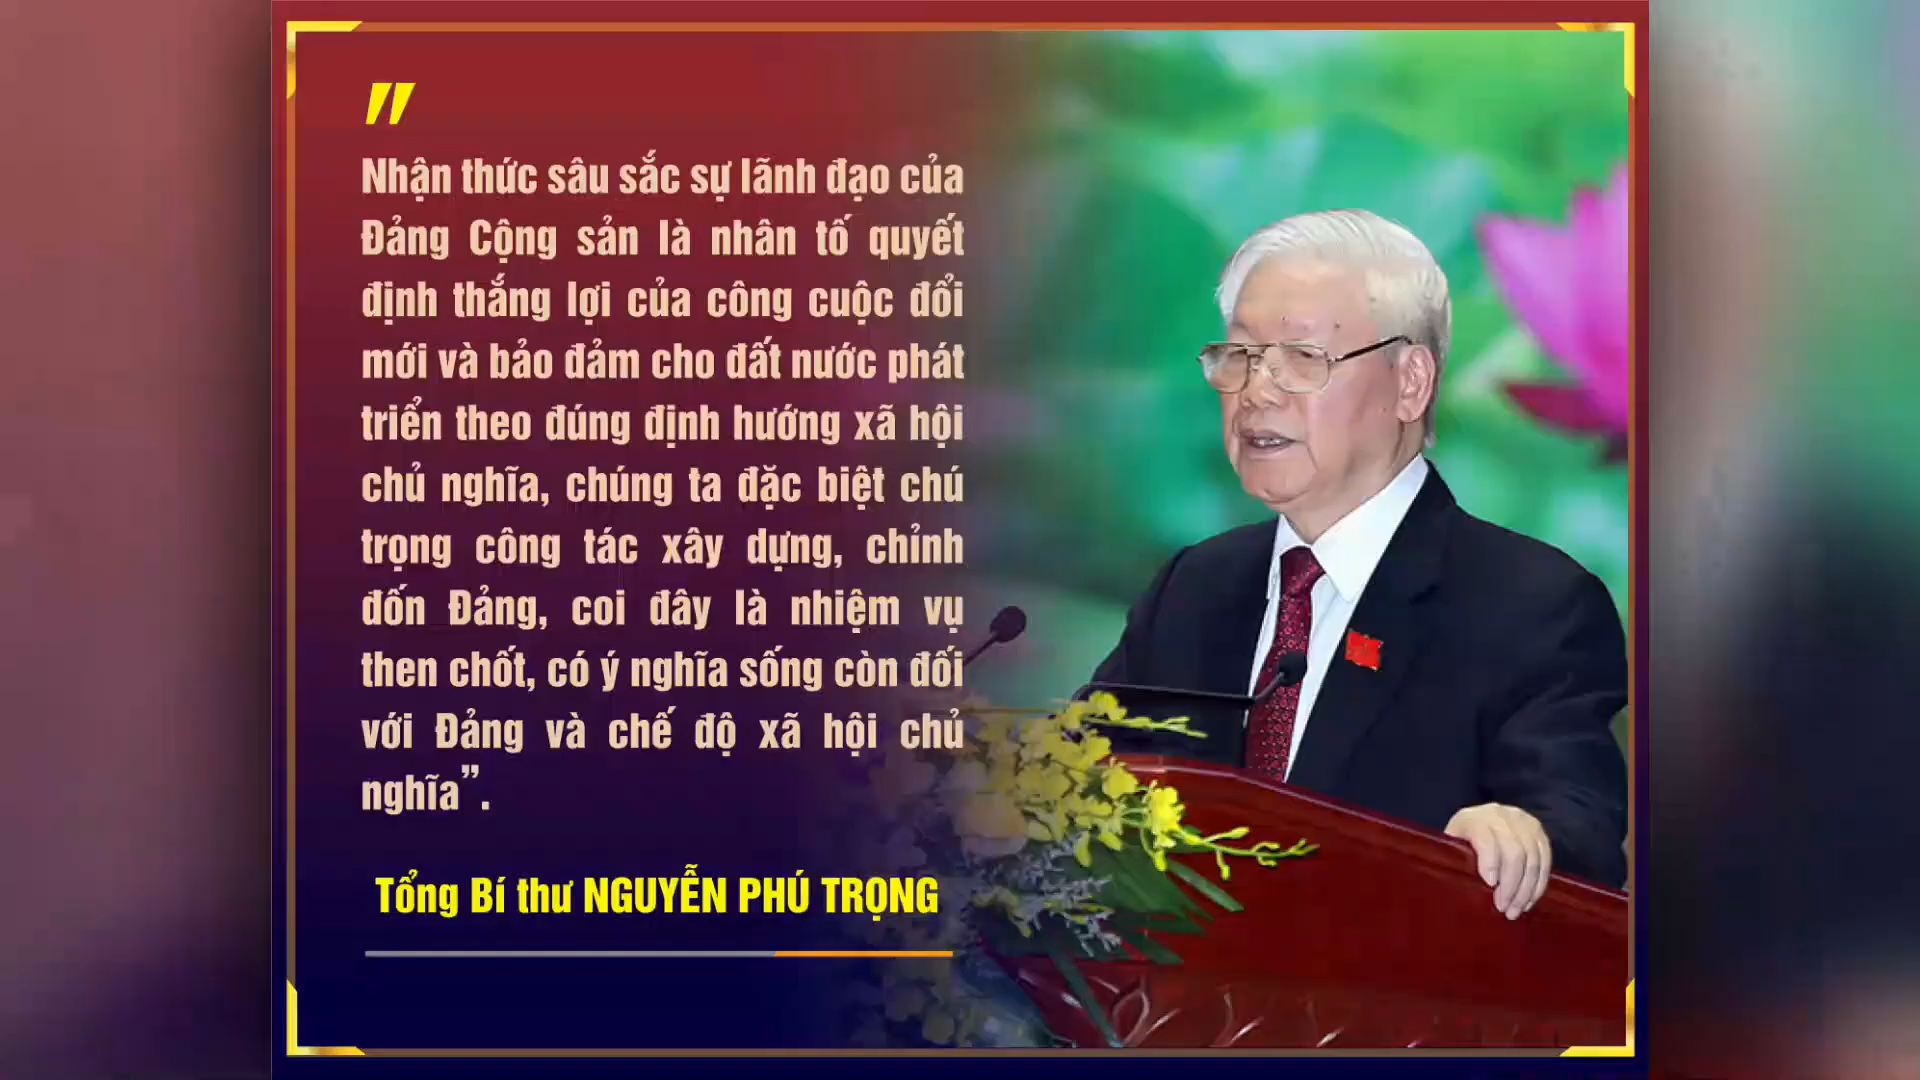 "
Nhận thức sâu sắc sự lãnh đạo của
Đảng Cộng sản là nhân tố quyết
định thắng lợi của công cuộc đổi
mới và bảo đảm cho đất nước phát
triển theo đúng định hướng xã hội
chủ nghĩa, chúng ta đặc biệt chú
trọng công tác xây dựng, chỉnh
đốn Đảng, coi đây là nhiệm vụ
then chốt, có ý nghĩa sống còn đối
với Đảng và chế độ xã hội chủ
nghĩa”.
Tổng Bí thư NGUYỄN PHÚ TRỌNG